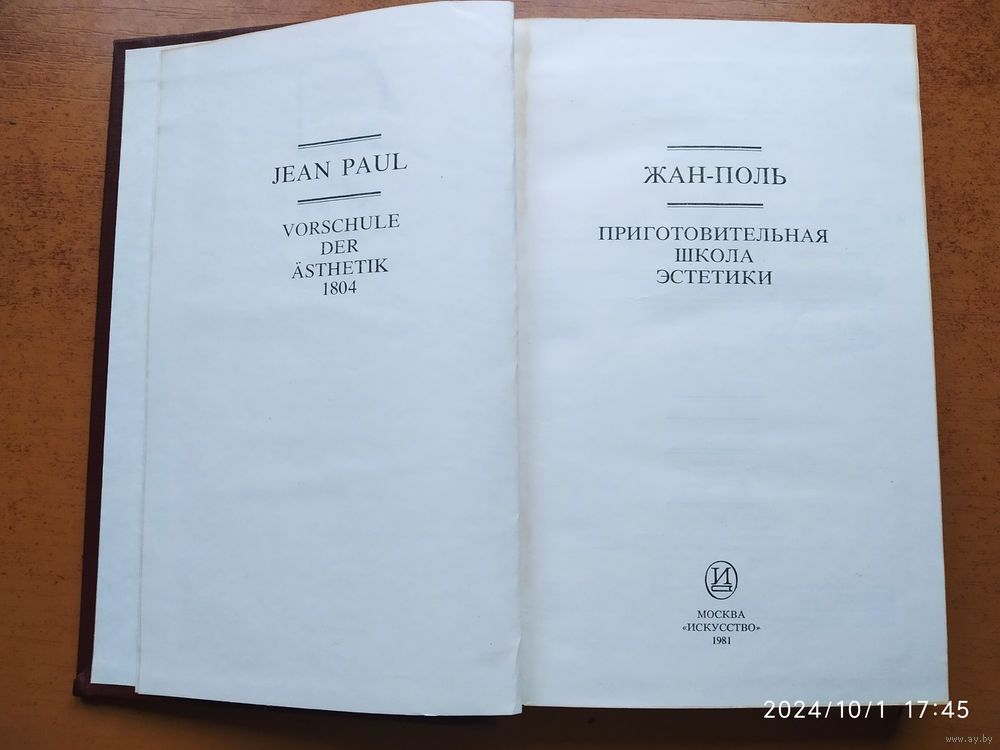 JEAN PAUL
VORSCHULE
DER
ÄSTHETIK
1804
ЖАН-ПОЛЬ
ПРИГОТОВИТЕЛЬНАЯ
ШКОЛА
ЭСТЕТИКИ
И
МОСКВА
«ИСКУССТВО»
1981
2024/10/1 17:45
www.ay.by